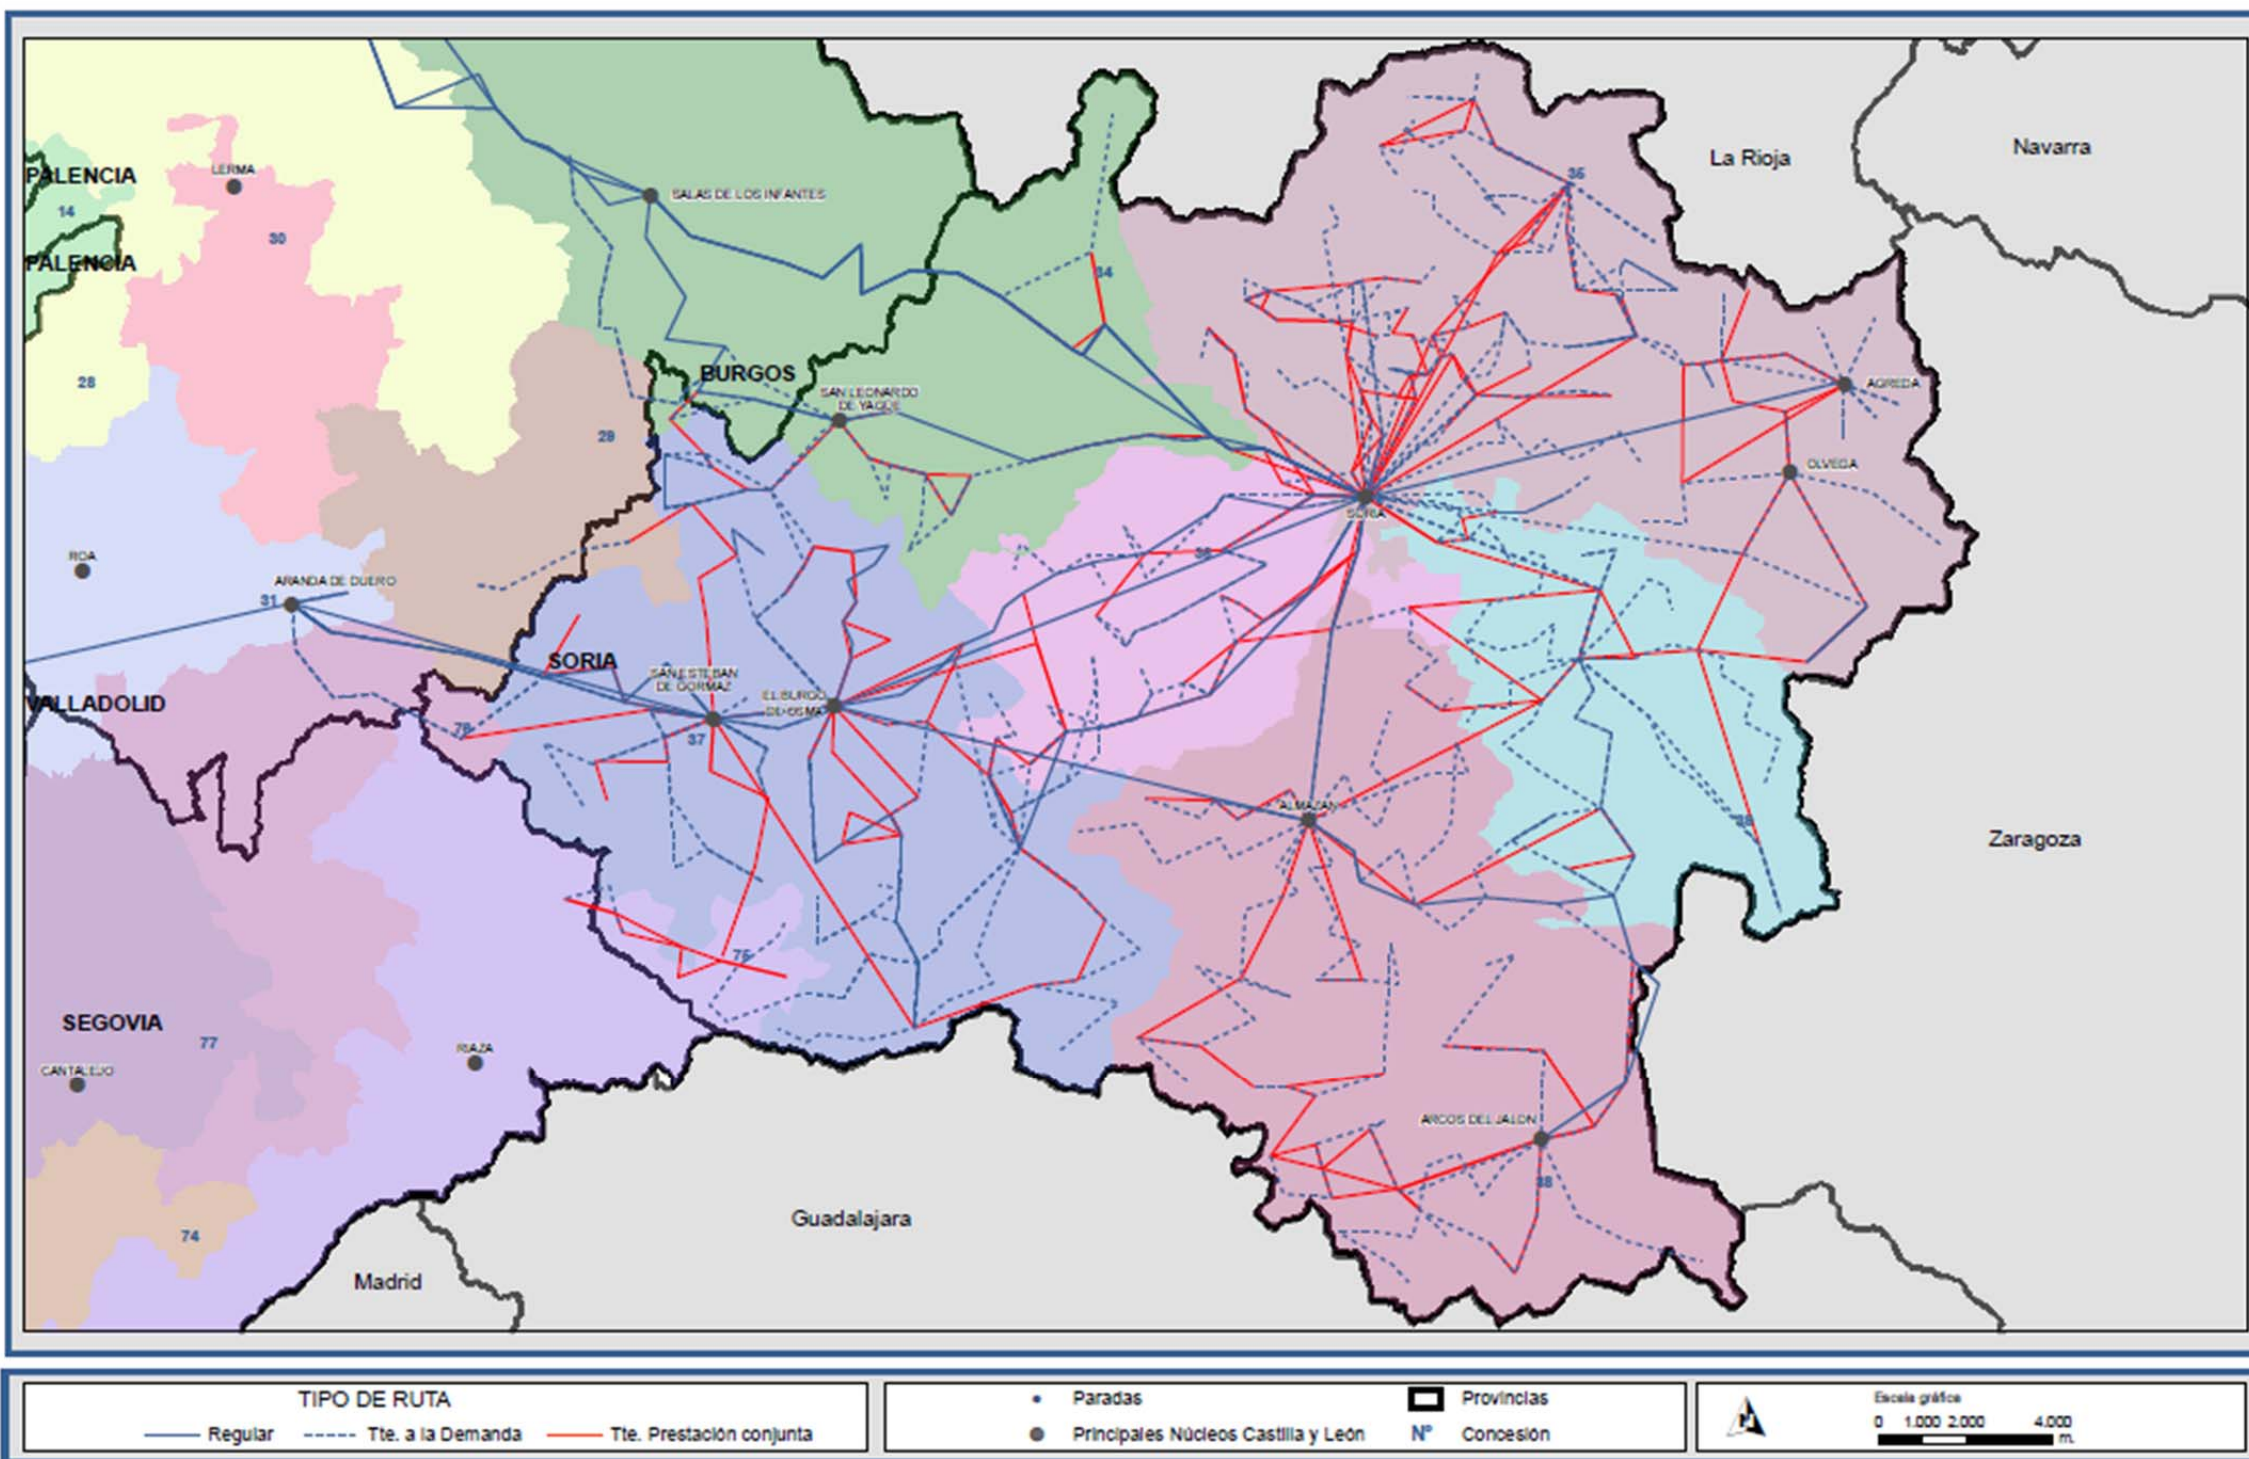 La Rioja
Navarra
PALENCIA
LERMA
35
14
SALAS DE LOS INFANTES
30
PALENCIA
34
28
BURGOS
AGREDA
SAN LEONARDO
DE YAGÜE
29
OLVEGA
SORIA
ROA
ARANDA DE DUERO
31
SORIA
SAN ESTEBAN
DE GORMAZ
EL BURGO
DE OSMA
VALLADOLID
37
ALMAZAN
Zaragoza
75
SEGOVIA
77
RIAZA
CANTALEJO
ARCOS DEL JALON
38
Guadalajara
74
Madrid
TIPO DE RUTA
Regular
Tte. a la Demanda
Tte. Prestación conjunta
Paradas
Provincias
Principales Núcleos Castilla y León
Nº
Concesión
N
Escala gráfica
0 1.000 2.000 4.000
m.